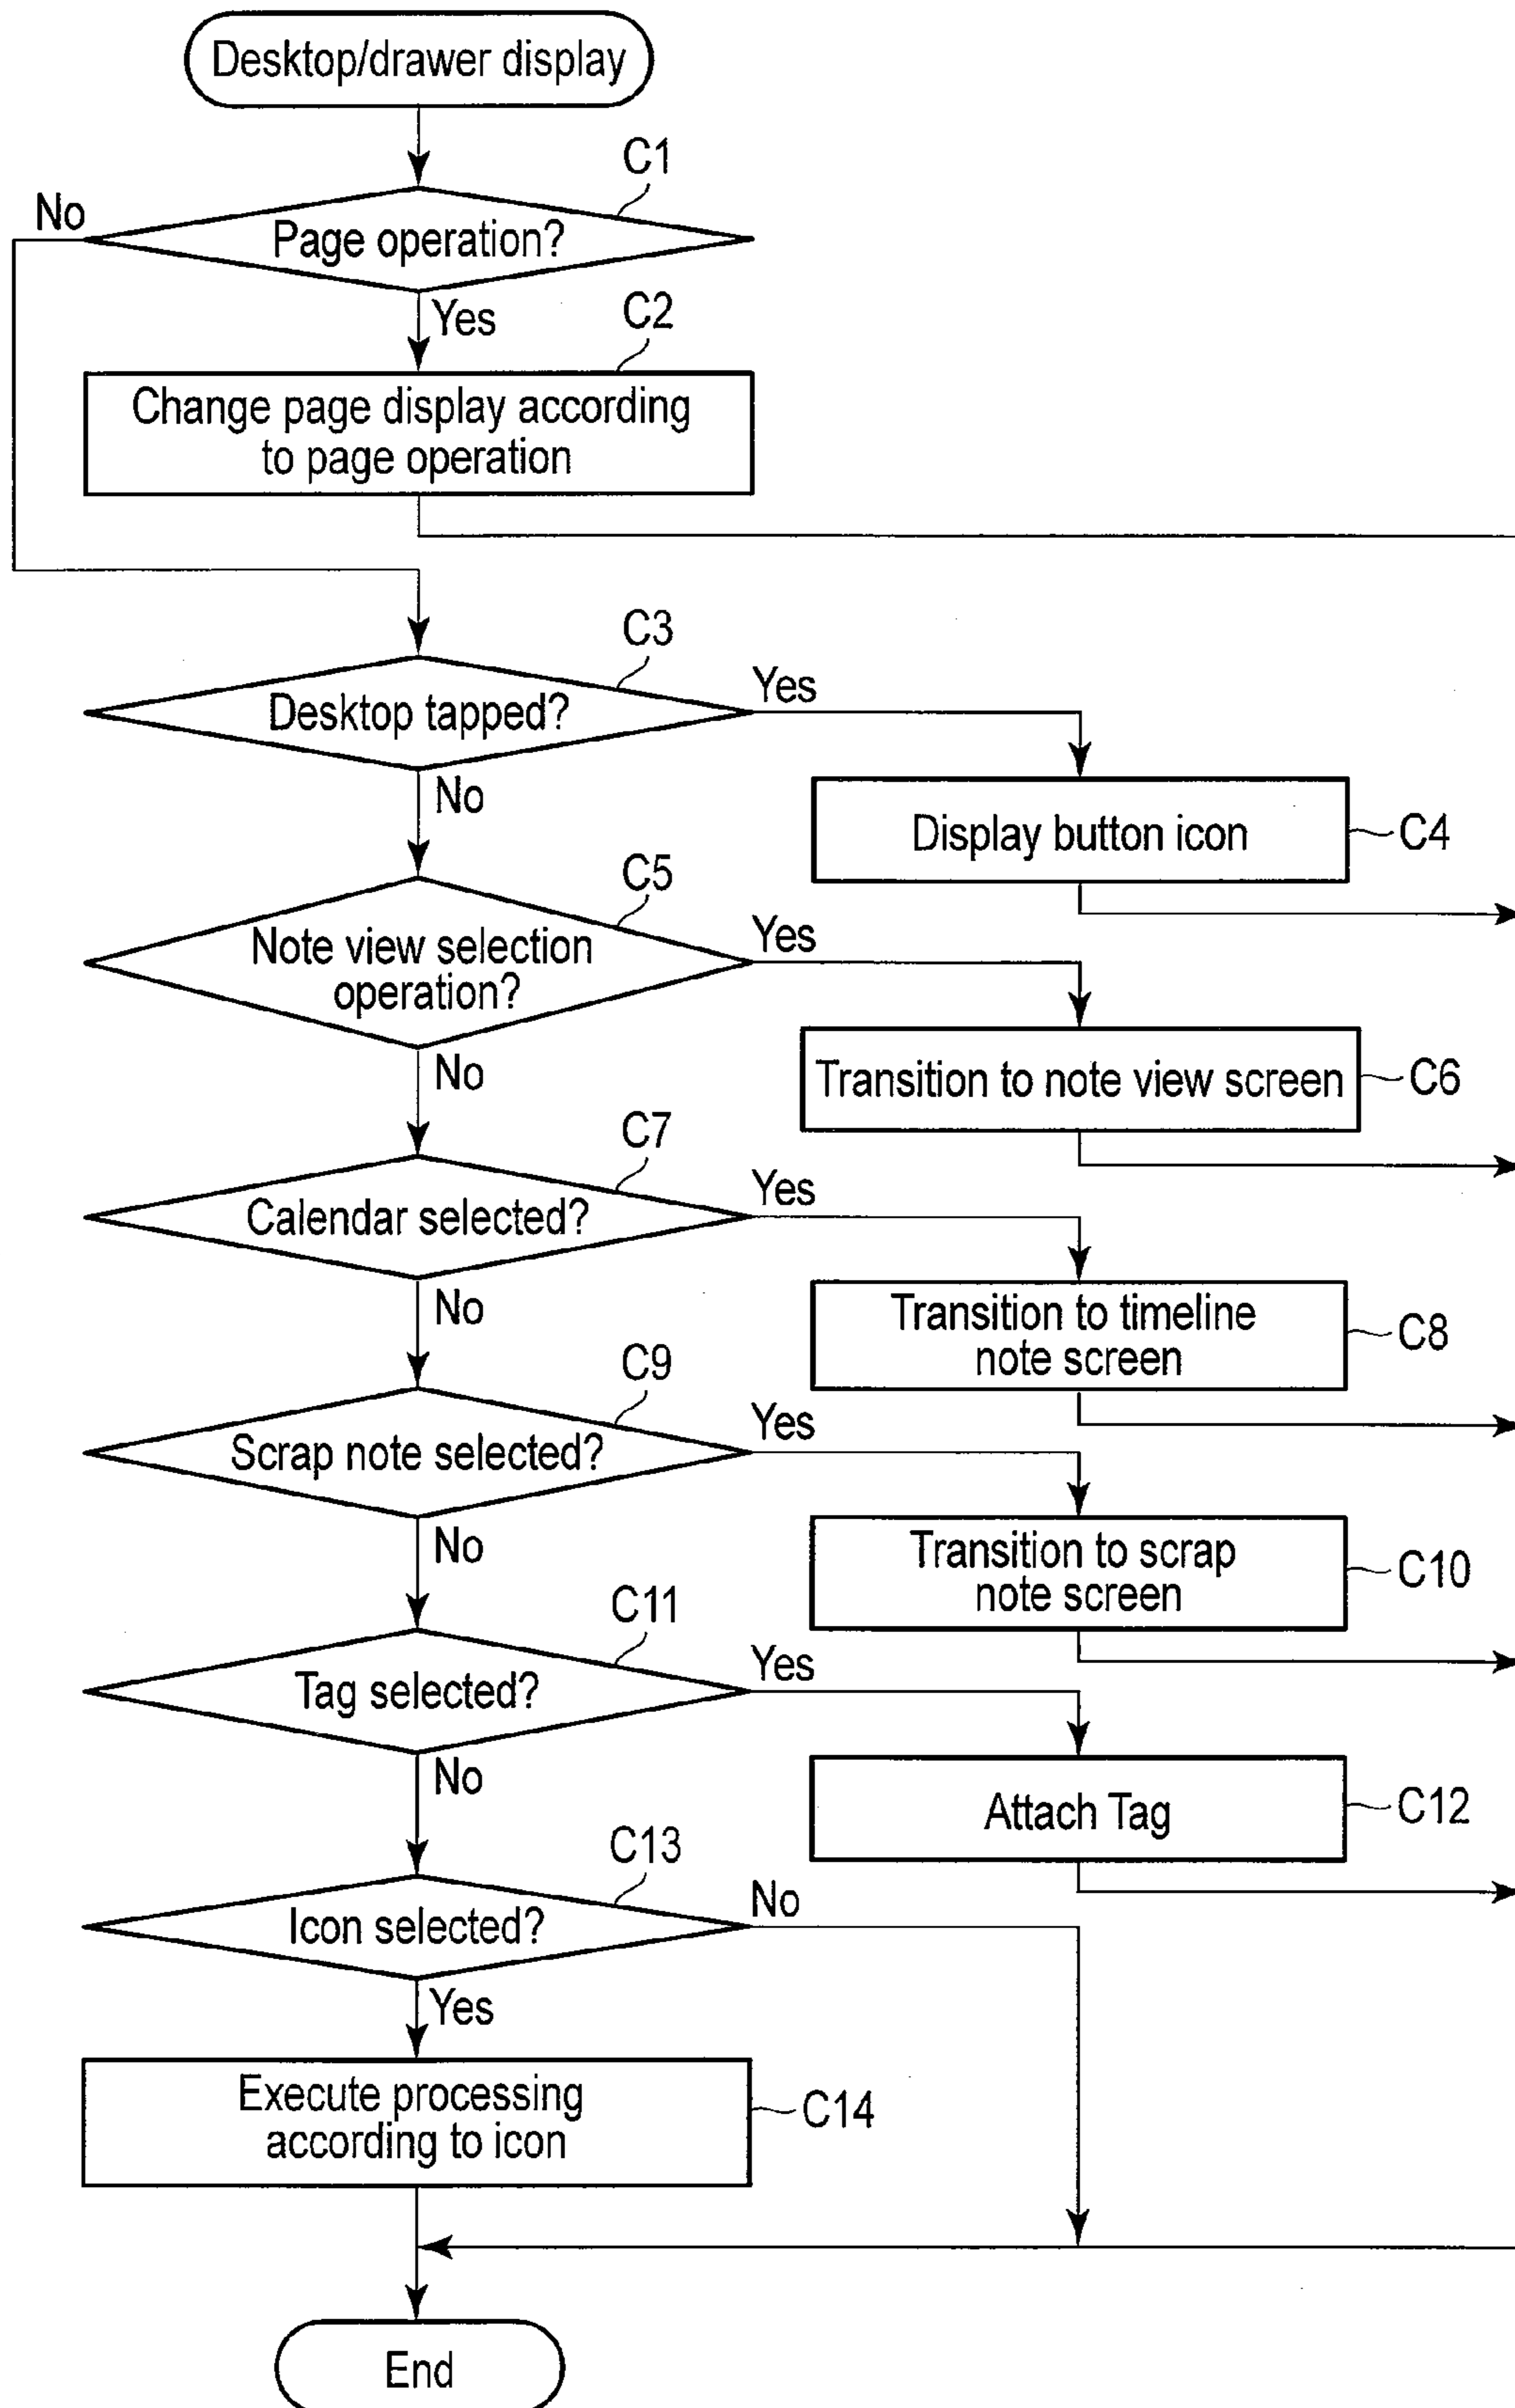 Desktop/drawer display
C1
No
Page operation?
Yes
C2
Change page display according
to page operation
C3
Yes
Desktop tapped?
No
Display button icon
C4
C5
Yes
Note view selection
operation?
No
Transition to note view screen
C6
C7
Yes
Calendar selected?
No
Transition to timeline
note screen
C8
C9
Yes
Scrap note selected?
No
Transition to scrap
note screen
C10
C11
Yes
Tag selected?
No
Attach Tag
C12
C13
No
Icon selected?
Yes
Execute processing
according to icon
C14
End